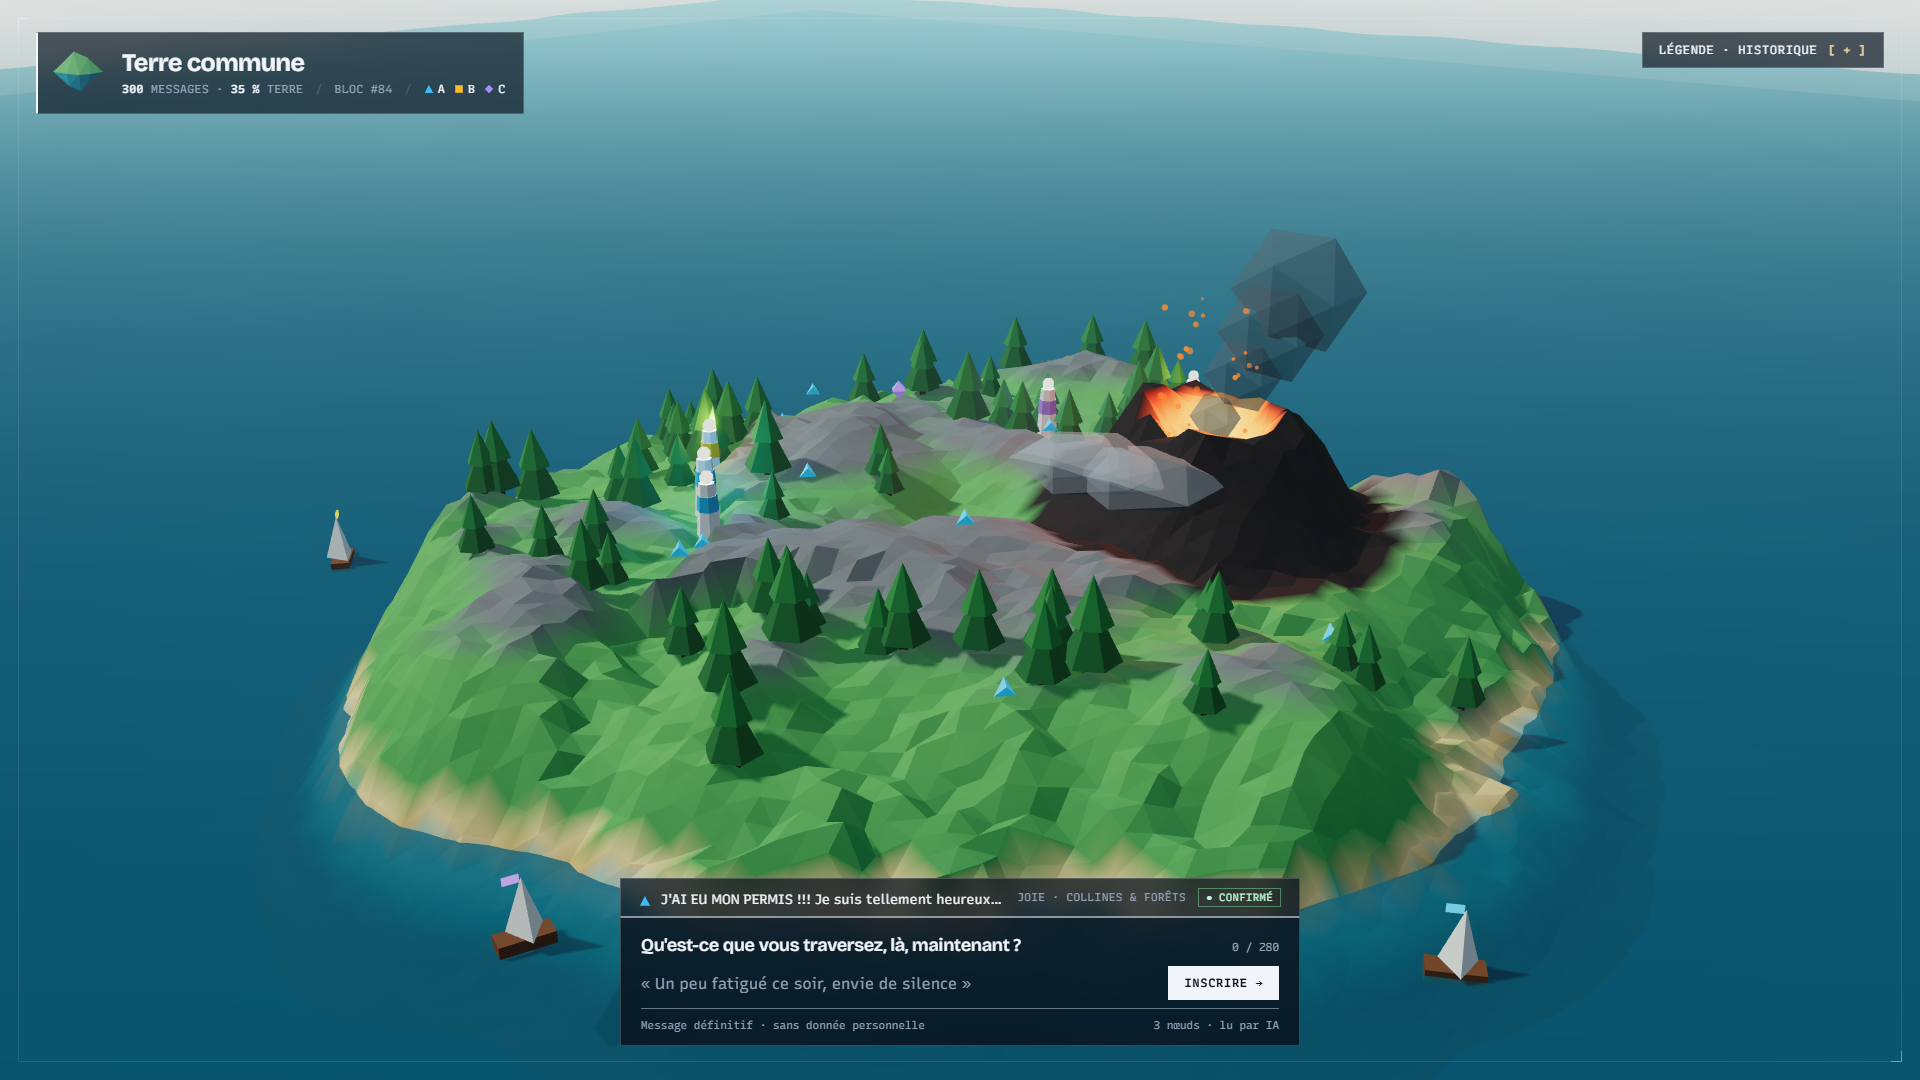 Terre commune
300 MESSAGES · 35 % TERRE / BLOC #84 / A B C
LÉGENDE · HISTORIQUE [ + ]
J'AI EU MON PERMIS !!! Je suis tellement heureux… JOIE · COLLINES & FORÊTS CONFIRMÉ
Qu'est-ce que vous traversez, là, maintenant ? 0 / 280
« Un peu fatigué ce soir, envie de silence » INSCRIRE →
Message définitif · sans donnée personnelle 3 nœuds · lu par IA